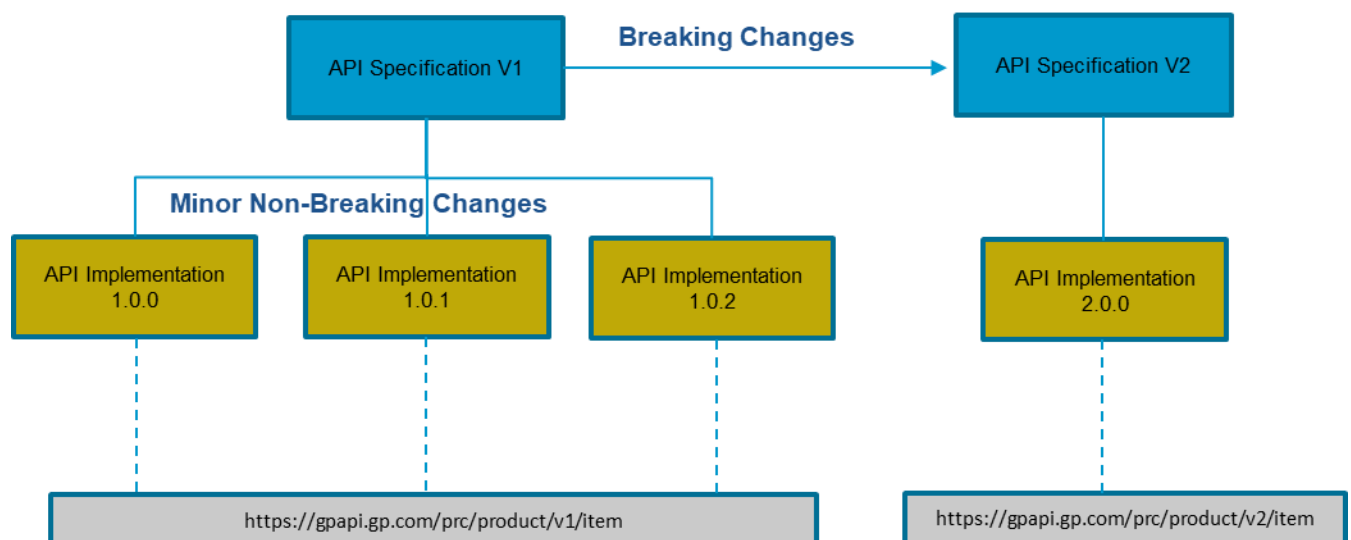 Breaking Changes
API Specification V1
API Specification V2
Minor Non-Breaking Changes
API Implementation
1.0.0
API Implementation
1.0.1
API Implementation
1.0.2
API Implementation
2.0.0
https://gpapi.gp.com/prc/product/v1/item
https://gpapi.gp.com/prc/product/v2/item